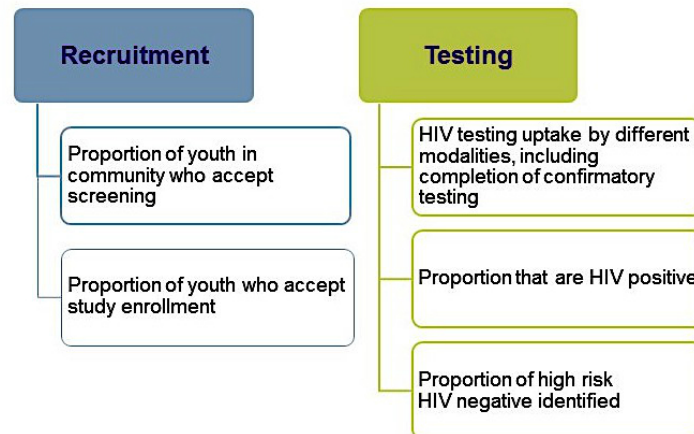 Recruitment
Proportion of youth in
community who accept
screening
Proportion of youth who accept
study enrollment
Testing
HIV testing uptake by different
modalities, including
completion of confirmatory
testing
Proportion that are HIV positive
Proportion of high risk
HIV negative identified